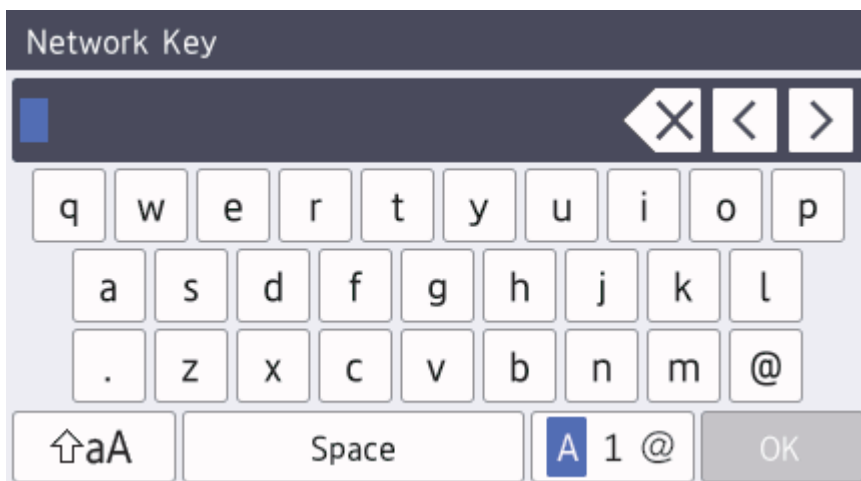 Network Key
q w e r t y u i o p
a s d f g h j k l
. z x c v b n m @
aA Space A 1 @ OK